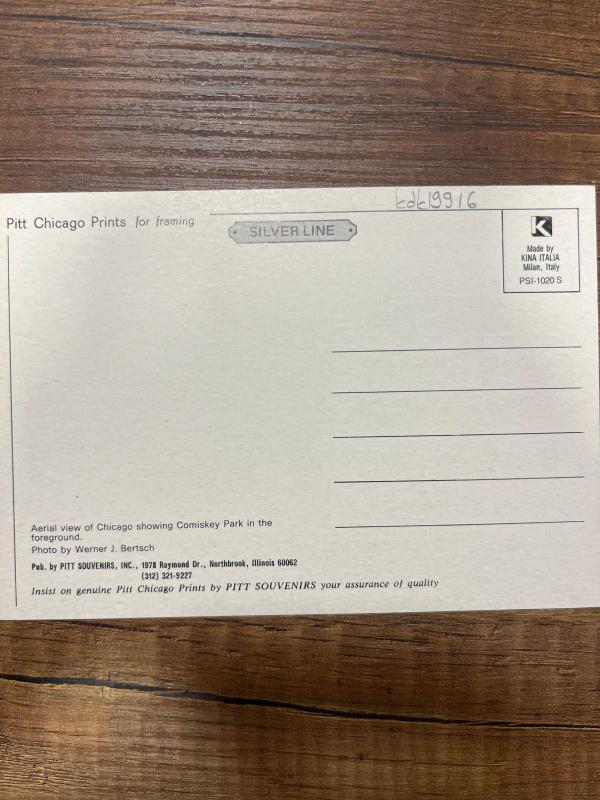 kdk19916
Pitt Chicago Prints for framing
SILVER LINE
K
Made by
KINA ITALIA
Milan, Italy
PSI-1020 S
Aerial view of Chicago showing Comiskey Park in the
foreground.
Photo by Werner J. Bertsch
Pub. by PITT SOUVENIRS, INC., 1978 Raymond Dr., Northbrook, Illinois 60062
(312) 321-9227
Insist on genuine Pitt Chicago Prints by PITT SOUVENIRS your assurance of quality